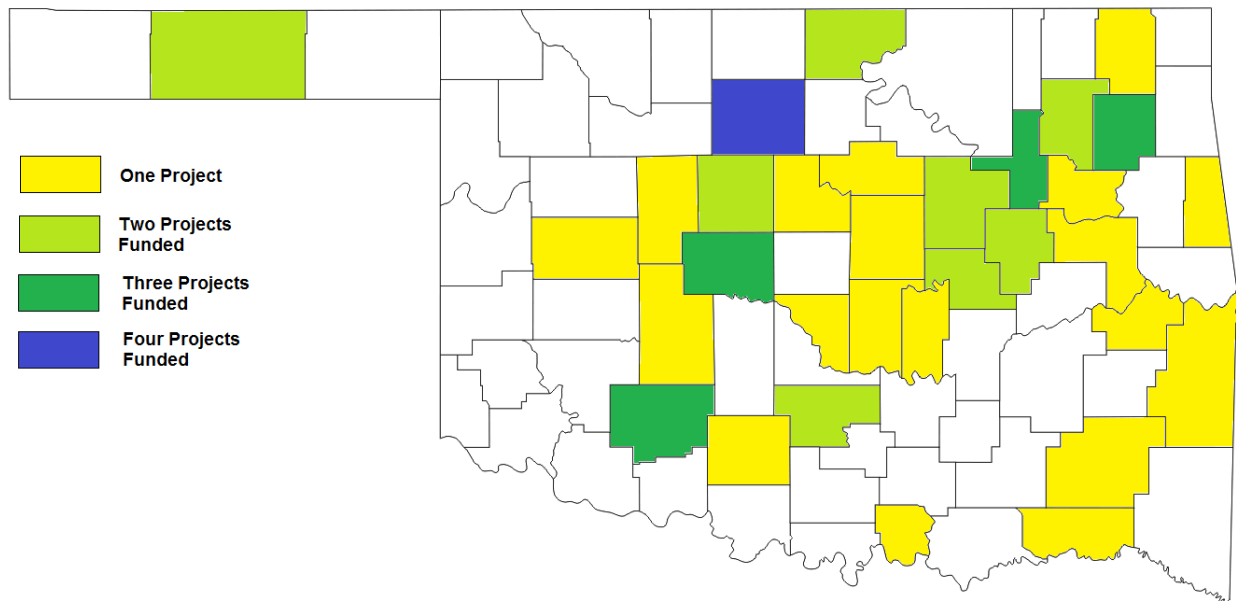 One Project
Two Projects
Funded
Three Projects
Funded
Four Projects
Funded